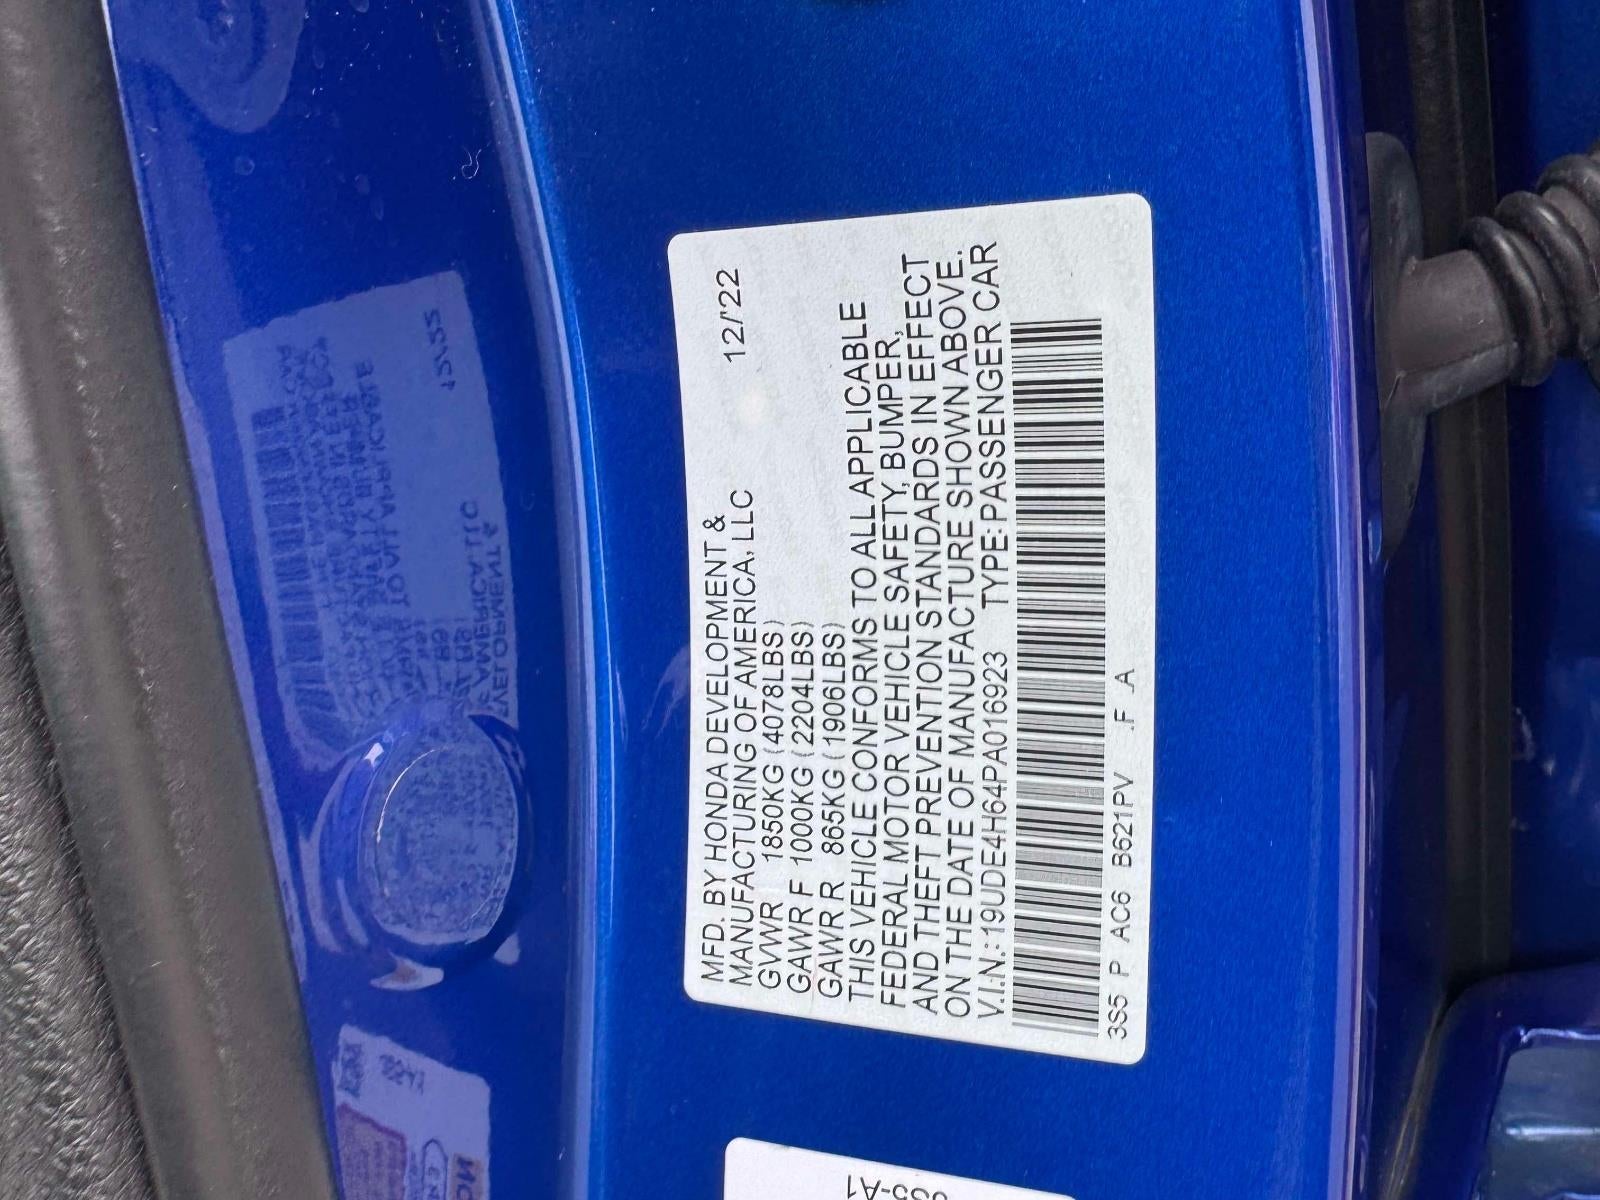 MFD. BY HONDA DEVELOPMENT &
MANUFACTURING OF AMERICA, LLC 12/'22
GVWR 1850KG (4078LBS)
GAWR F 1000KG (2204LBS)
GAWR R 865KG (1906LBS)
THIS VEHICLE CONFORMS TO ALL APPLICABLE
FEDERAL MOTOR VEHICLE SAFETY, BUMPER,
AND THEFT PREVENTION STANDARDS IN EFFECT
ON THE DATE OF MANUFACTURE SHOWN ABOVE.
V.I.N.:19UDE4H64PA016923 TYPE:PASSENGER CAR
3S5 P AC6 B621PV .F .A